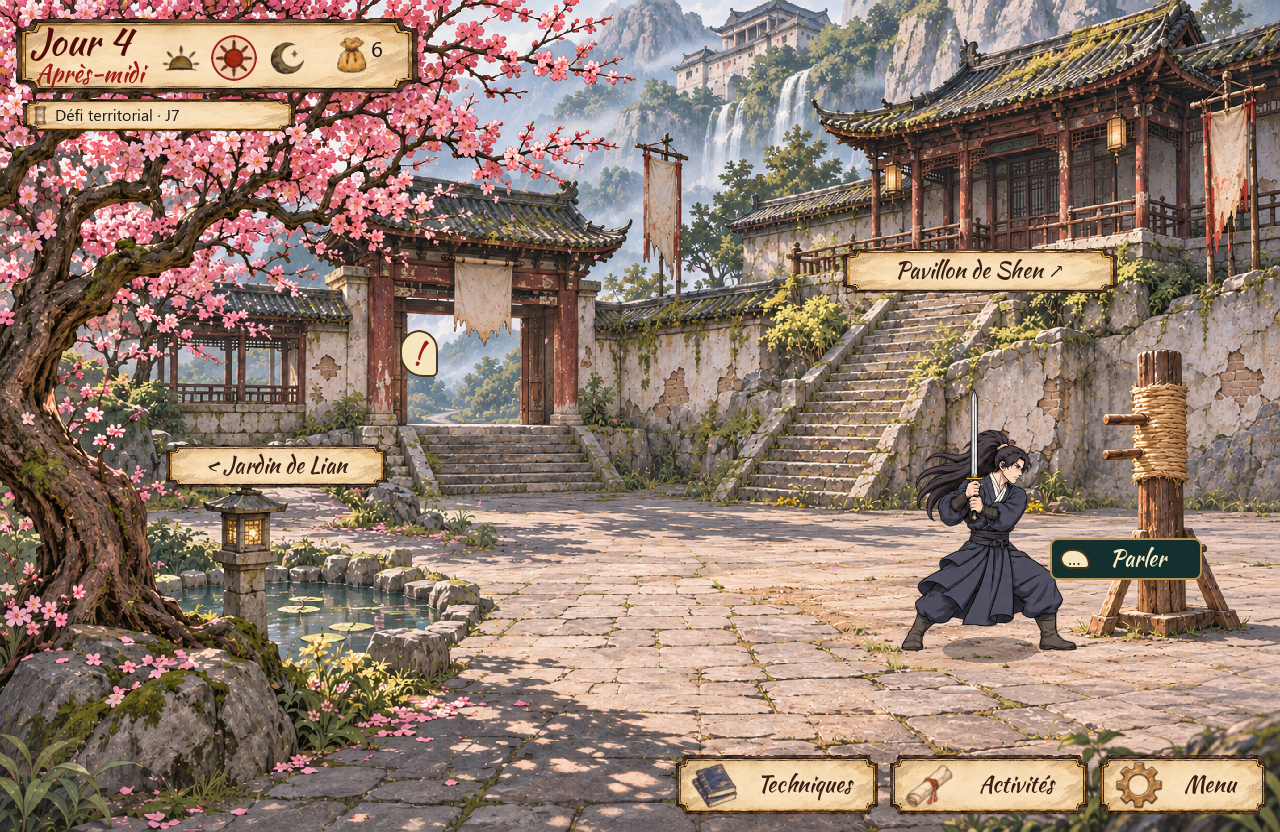 Jour 4
Après-midi
6
Défi territorial · J7
Pavillon de Shen ↗
!
< Jardin de Lian
... Parler
Techniques
Activités
Menu